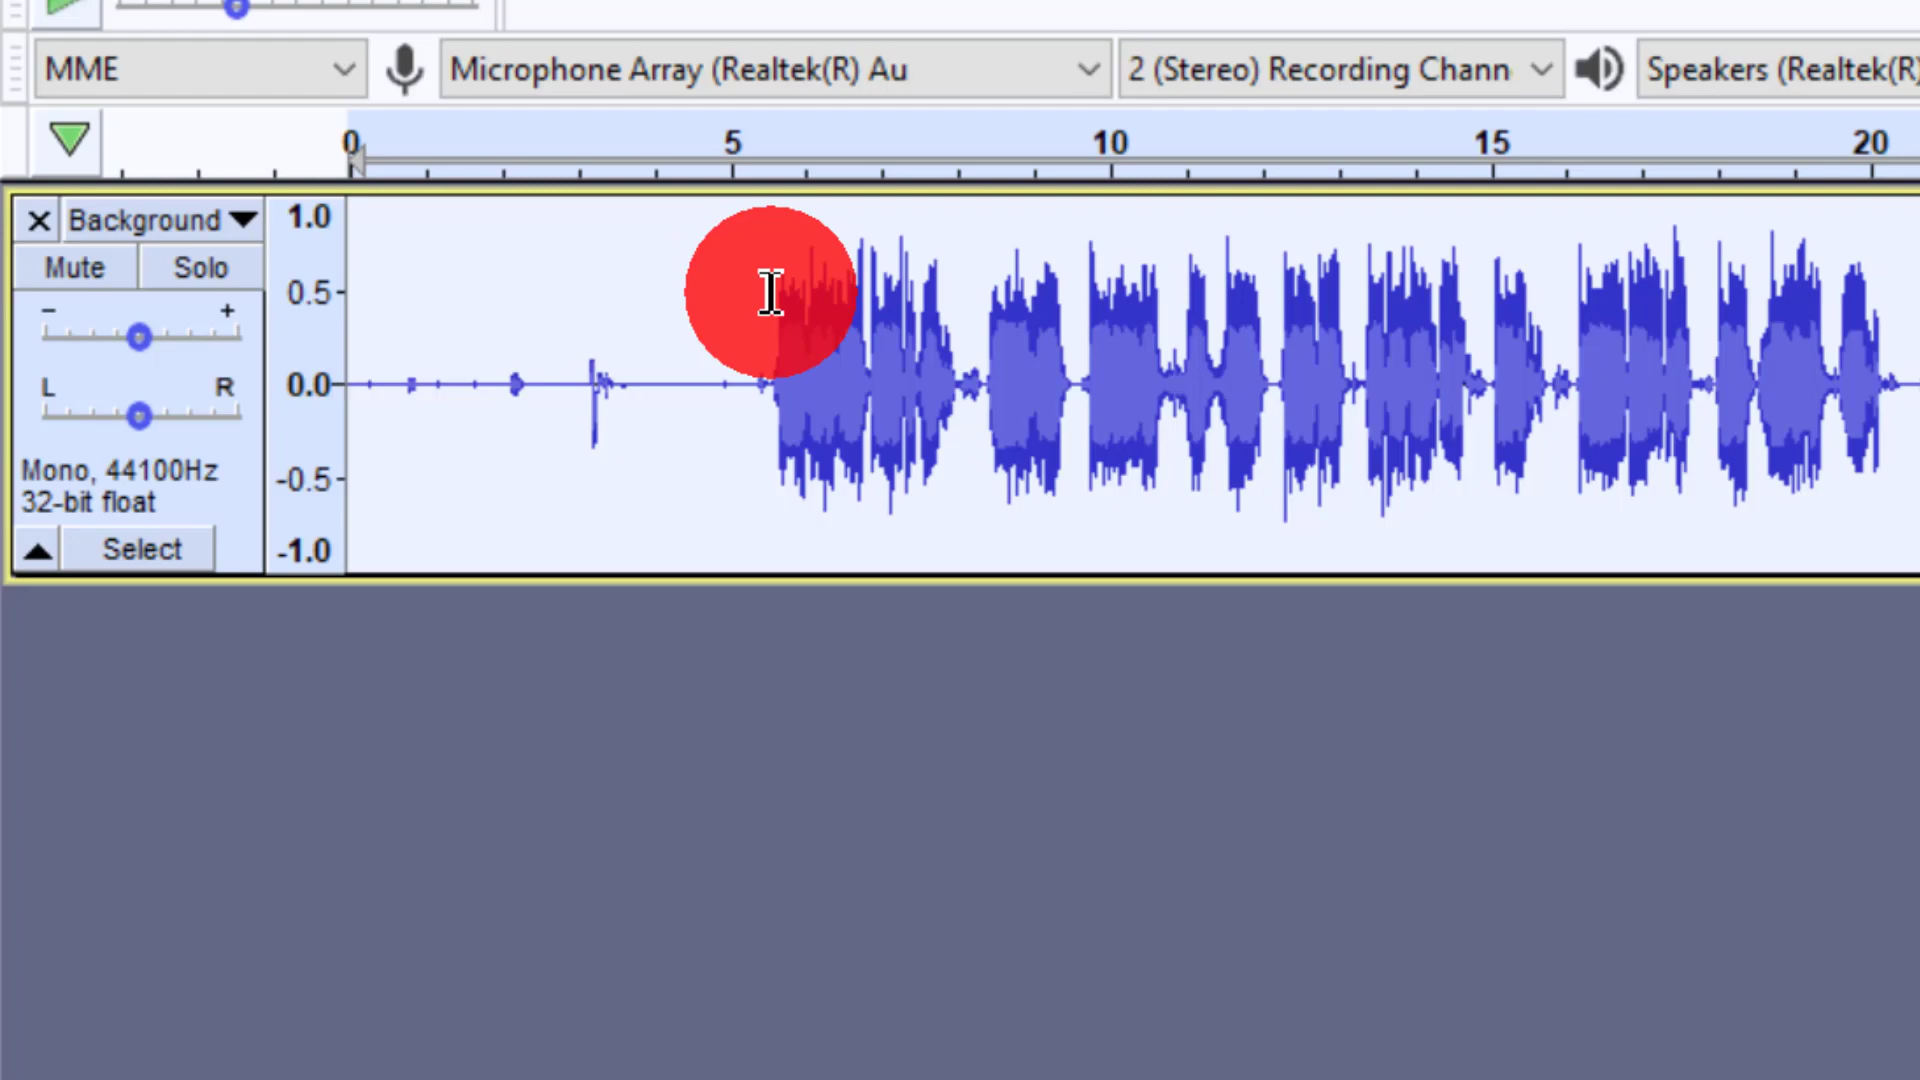 MME
Microphone Array (Realtek(R) Au
2 (Stereo) Recording Chann
Speakers (Realtek(R)
0 5 10 15 20
Background
Mute Solo
- +
L R
Mono, 44100Hz
32-bit float
Select
1.0
0.5
0.0
-0.5
-1.0